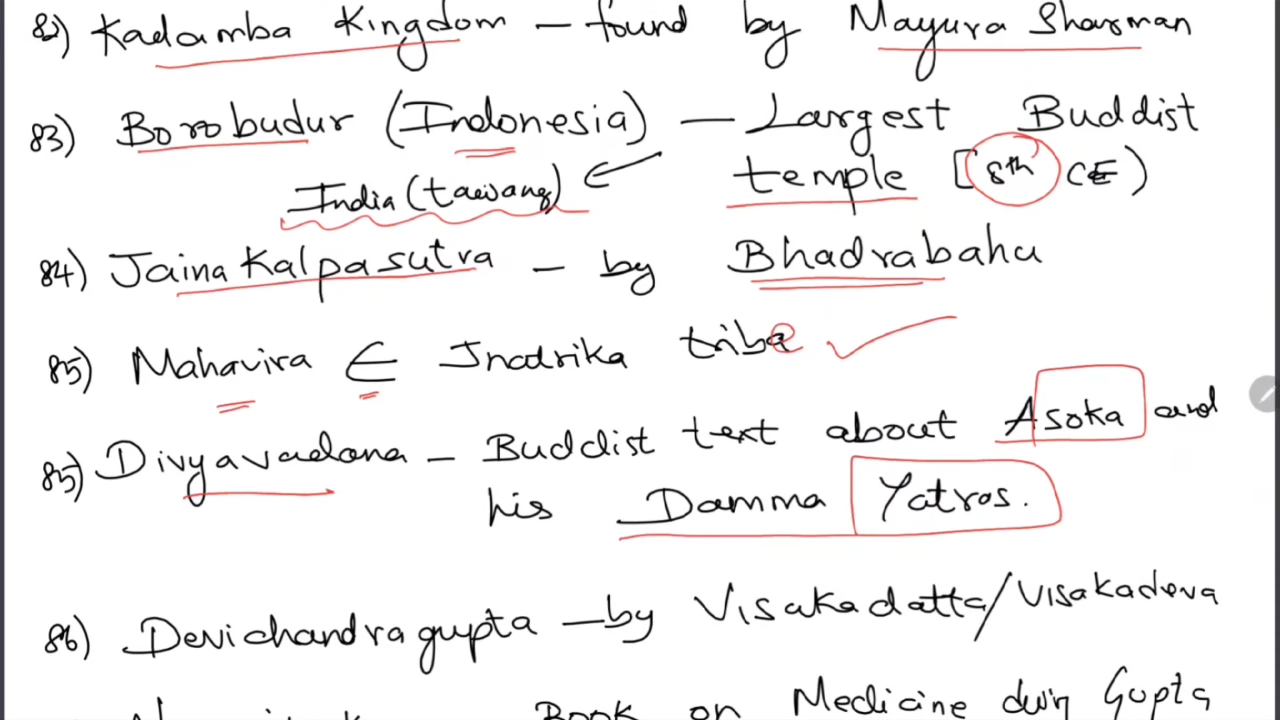 82) Kadamba Kingdom – found by Mayura Sharman
83) Borobudur (Indonesia) – Largest Buddist
India (tawang) ← temple [8th CE)
84) Jaina Kalpasutra – by Bhadrabahu
85) Mahavira ∈ Jnatrika tribe ✓
85) Divyavadana – Buddist text about Asoka and
his Damma Yatras.
86) Devichandragupta – by Visakadatta/Visakadeva
Book on Medicine Gupta